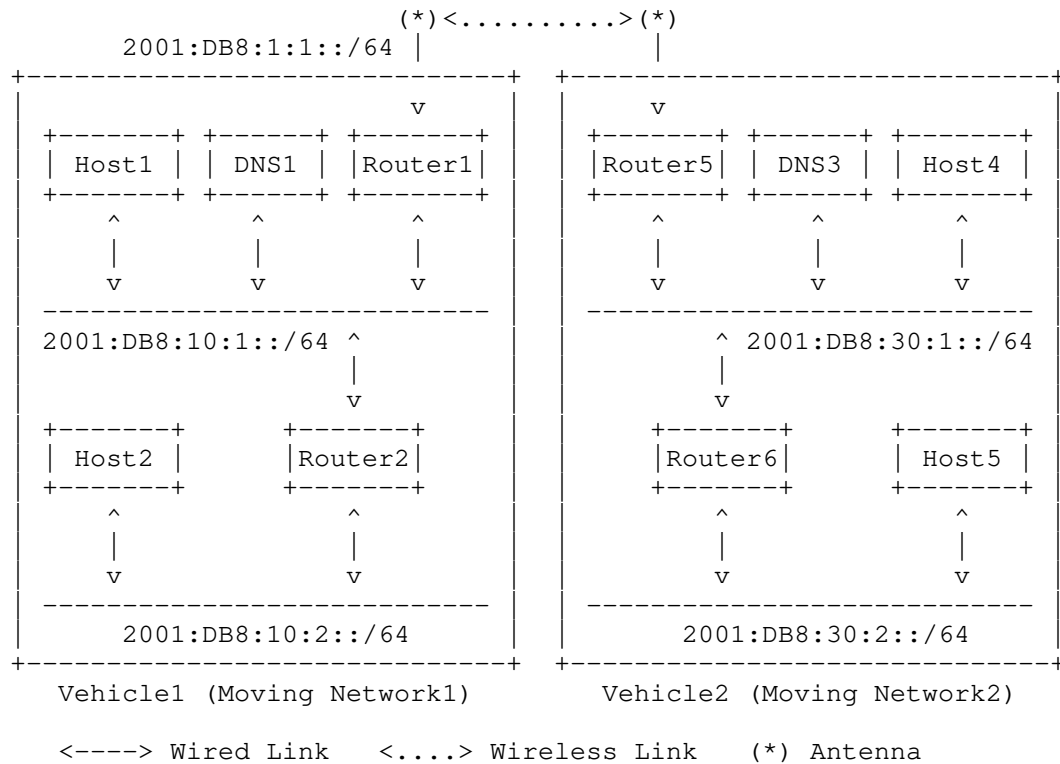 (*)<..........>(*)
2001:DB8:1:1::/64
Host1 DNS1 Router1 Router5 DNS3 Host4
2001:DB8:10:1::/64 2001:DB8:30:1::/64
Host2 Router2 Router6 Host5
2001:DB8:10:2::/64 2001:DB8:30:2::/64
Vehicle1 (Moving Network1) Vehicle2 (Moving Network2)
<----> Wired Link <....> Wireless Link (*) Antenna